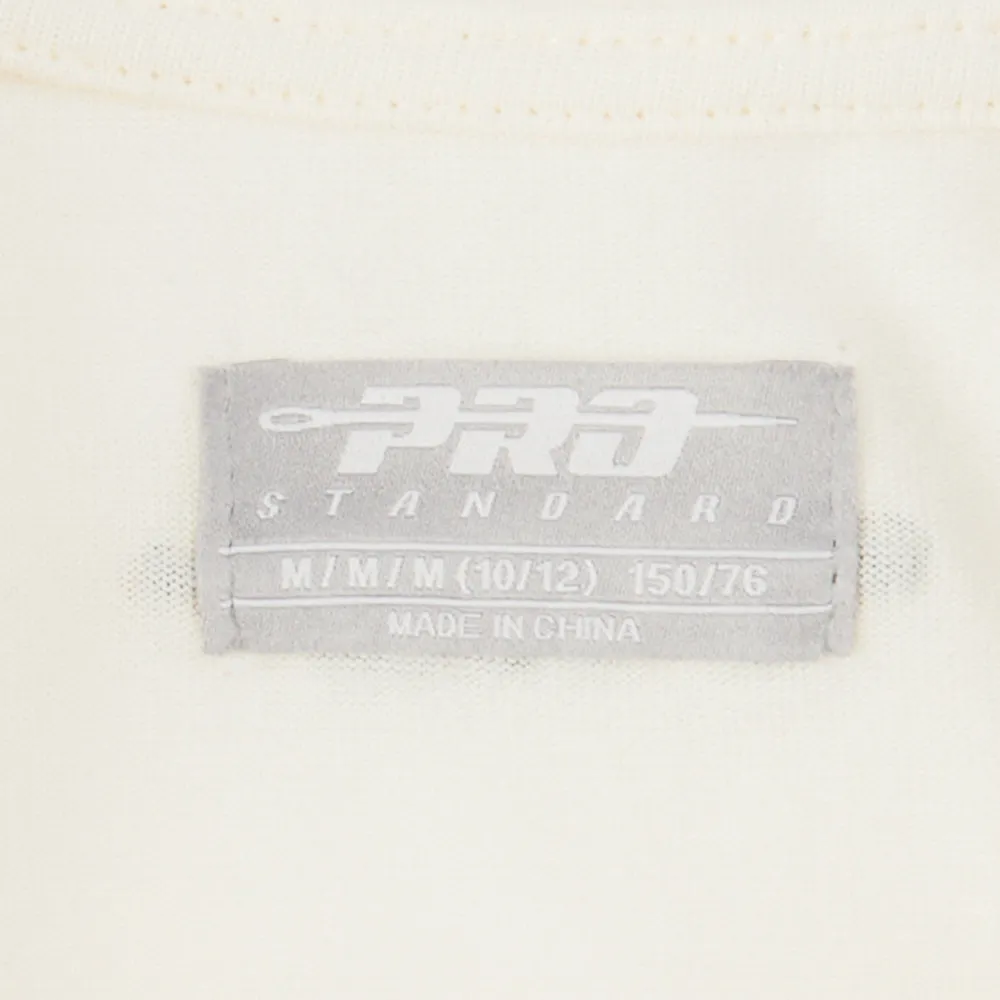 PRO
STANDARD
M/M/M (10/12) 150/76
MADE IN CHINA